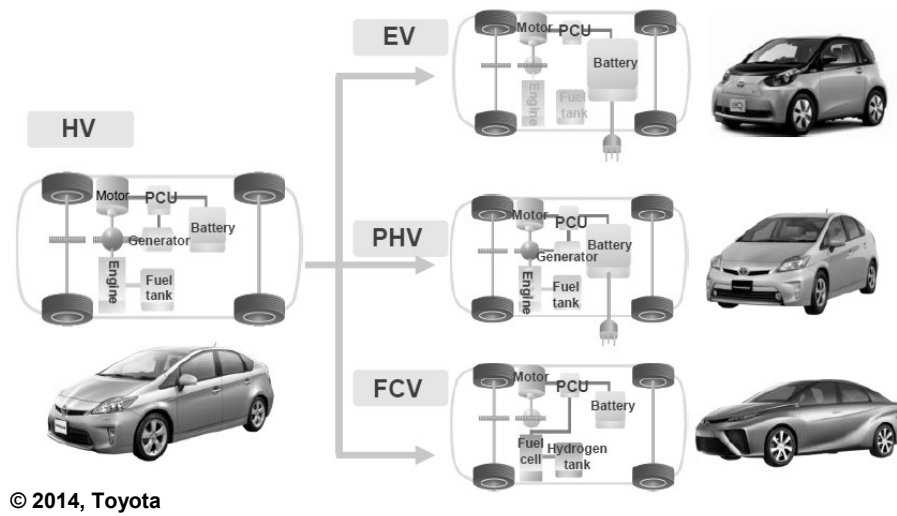 HV
Motor
PCU
Generator
Battery
Engine
Fuel
tank
EV
Motor
PCU
Battery
Engine
Fuel
tank
PHV
Motor
PCU
Generator
Battery
Engine
Fuel
tank
FCV
Motor
PCU
Battery
Fuel
cell
Hydrogen
tank
© 2014, Toyota